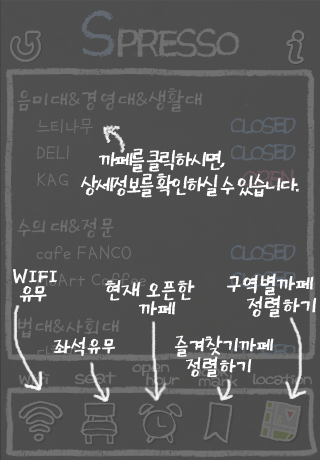 SPRESSO
i
음미대&경영대&생활대
느티나무 CLOSED
DELI CLOSED
KAG OPEN
까페를 클릭하시면,
상세정보를 확인하실 수 있습니다.
수의대&정문
cafe FANCO CLOSED
CLOSED
WIFI
유무
현재 오픈한
까페
구역별까페
정렬하기
법대&사회대
좌석유무
즐겨찾기까페
정렬하기
wifi seat open hour mark location